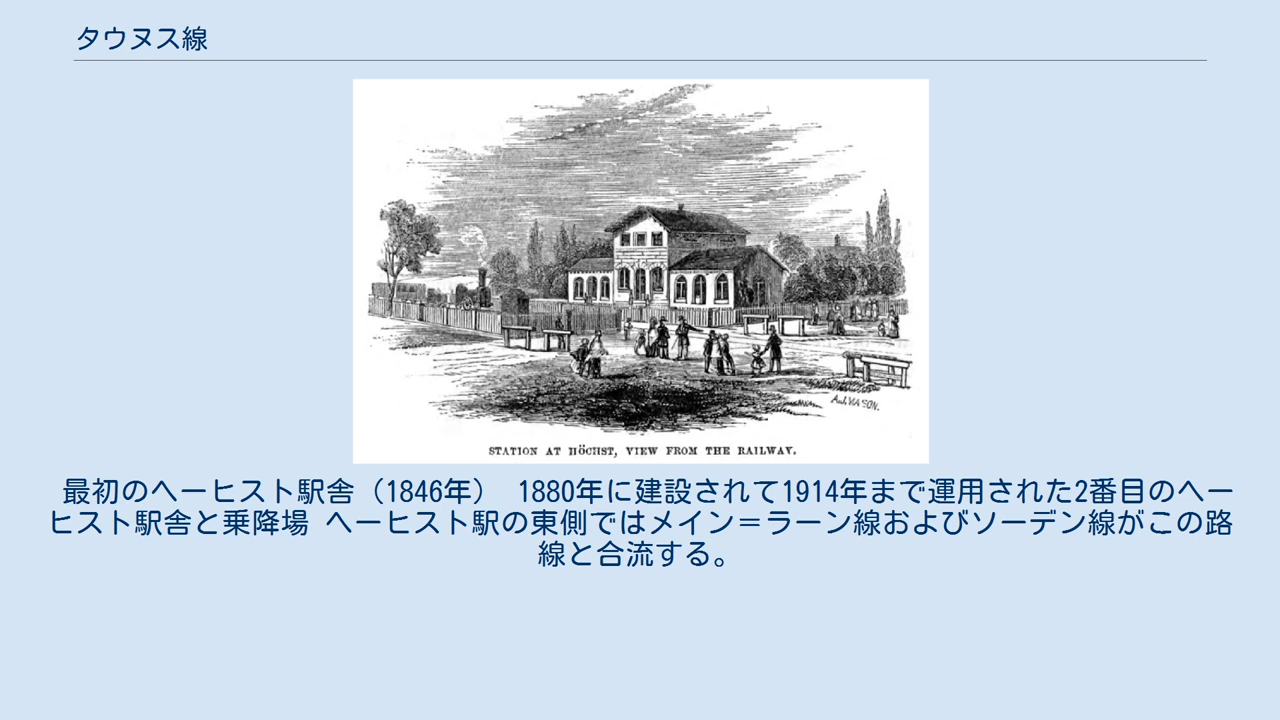 タウヌス線
STATION AT HÖCHST, VIEW FROM THE RAILWAY.
最初のヘーヒスト駅舎（1846年） 1880年に建設されて1914年まで運用された2番目のヘー
ヒスト駅舎と乗降場 ヘーヒスト駅の東側ではメイン＝ラーン線およびソーデン線がこの路
線と合流する。